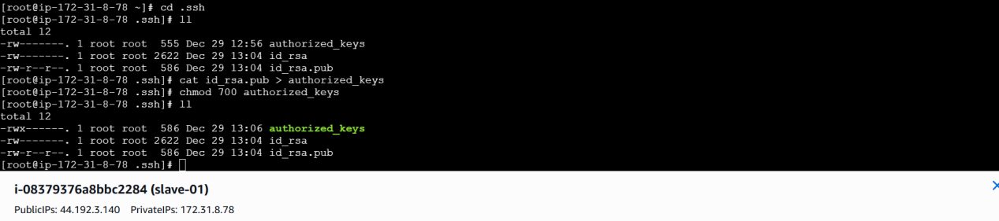 [root@ip-172-31-8-78 ~]# cd .ssh
[root@ip-172-31-8-78 .ssh]# ll
total 12
-rw-------. 1 root root  555 Dec 29 12:56 authorized_keys
-rw-------. 1 root root 2622 Dec 29 13:04 id_rsa
-rw-r--r--. 1 root root  586 Dec 29 13:04 id_rsa.pub
[root@ip-172-31-8-78 .ssh]# cat id_rsa.pub > authorized_keys
[root@ip-172-31-8-78 .ssh]# chmod 700 authorized_keys
[root@ip-172-31-8-78 .ssh]# ll
total 12
-rwx------. 1 root root  586 Dec 29 13:06 authorized_keys
-rw-------. 1 root root 2622 Dec 29 13:04 id_rsa
-rw-r--r--. 1 root root  586 Dec 29 13:04 id_rsa.pub
[root@ip-172-31-8-78 .ssh]#
i-08379376a8bbc2284 (slave-01)
PublicIPs: 44.192.3.140    PrivateIPs: 172.31.8.78